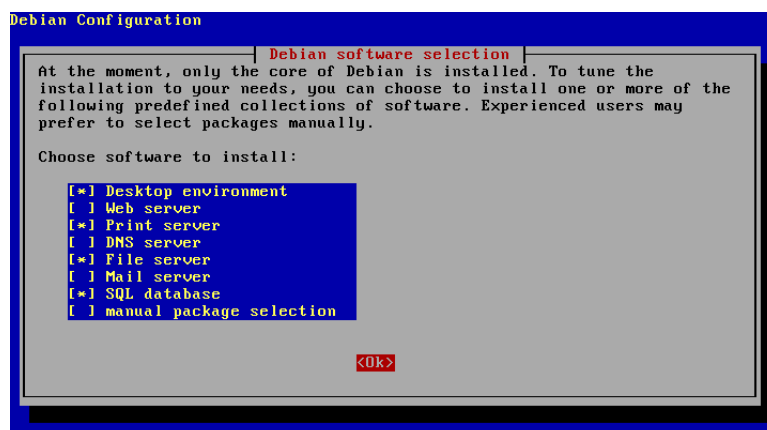 Debian Configuration
Debian software selection
At the moment, only the core of Debian is installed. To tune the
installation to your needs, you can choose to install one or more of the
following predefined collections of software. Experienced users may
prefer to select packages manually.
Choose software to install:
[*] Desktop environment
[ ] Web server
[*] Print server
[ ] DNS server
[*] File server
[ ] Mail server
[*] SQL database
[ ] manual package selection
<Ok>